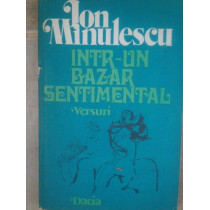 Ion
Minulescu
INTR-UN
BAZAR
SENTIMENTAL
Versuri
Dacia